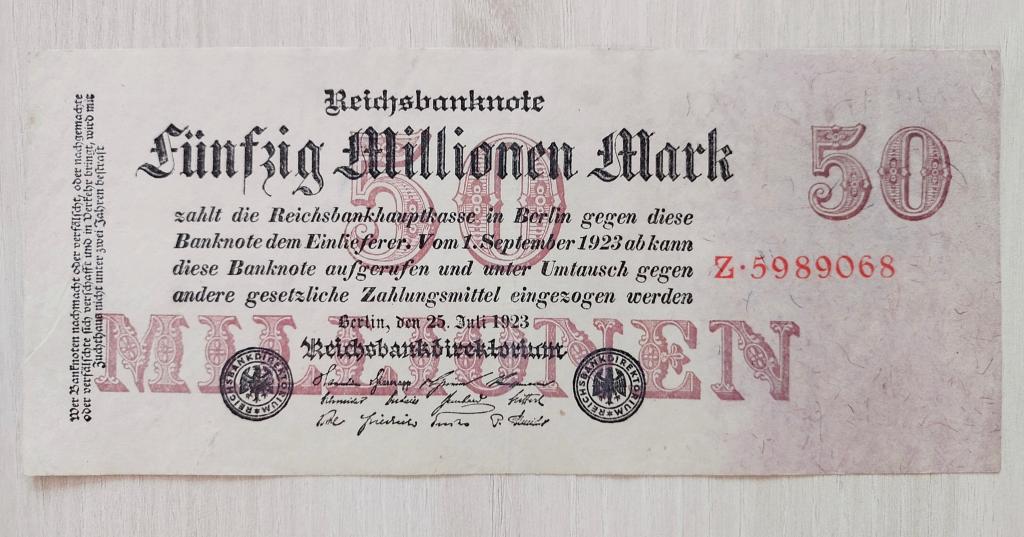 Reichsbanknote
Fünfzig Millionen Mark
50
50
zahlt die Reichsbankhauptkasse in Berlin gegen diese
Banknote dem Einlieferer. Vom 1. September 1923 ab kann
diese Banknote aufgerufen und unter Umtausch gegen
andere gesetzliche Zahlungsmittel eingezogen werden
Z·5989068
Berlin, den 25. Juli 1923
MILLIONEN
Reichsbankdirektorium
REICHSBANKDIREKTORIUM
REICHSBANKDIREKTORIUM
Wer Banknoten nachmacht oder verfälscht, oder nachgemachte
oder verfälschte sich verschafft und in Verkehr bringt, wird mit
Zuchthaus nicht unter zwei Jahren bestraft